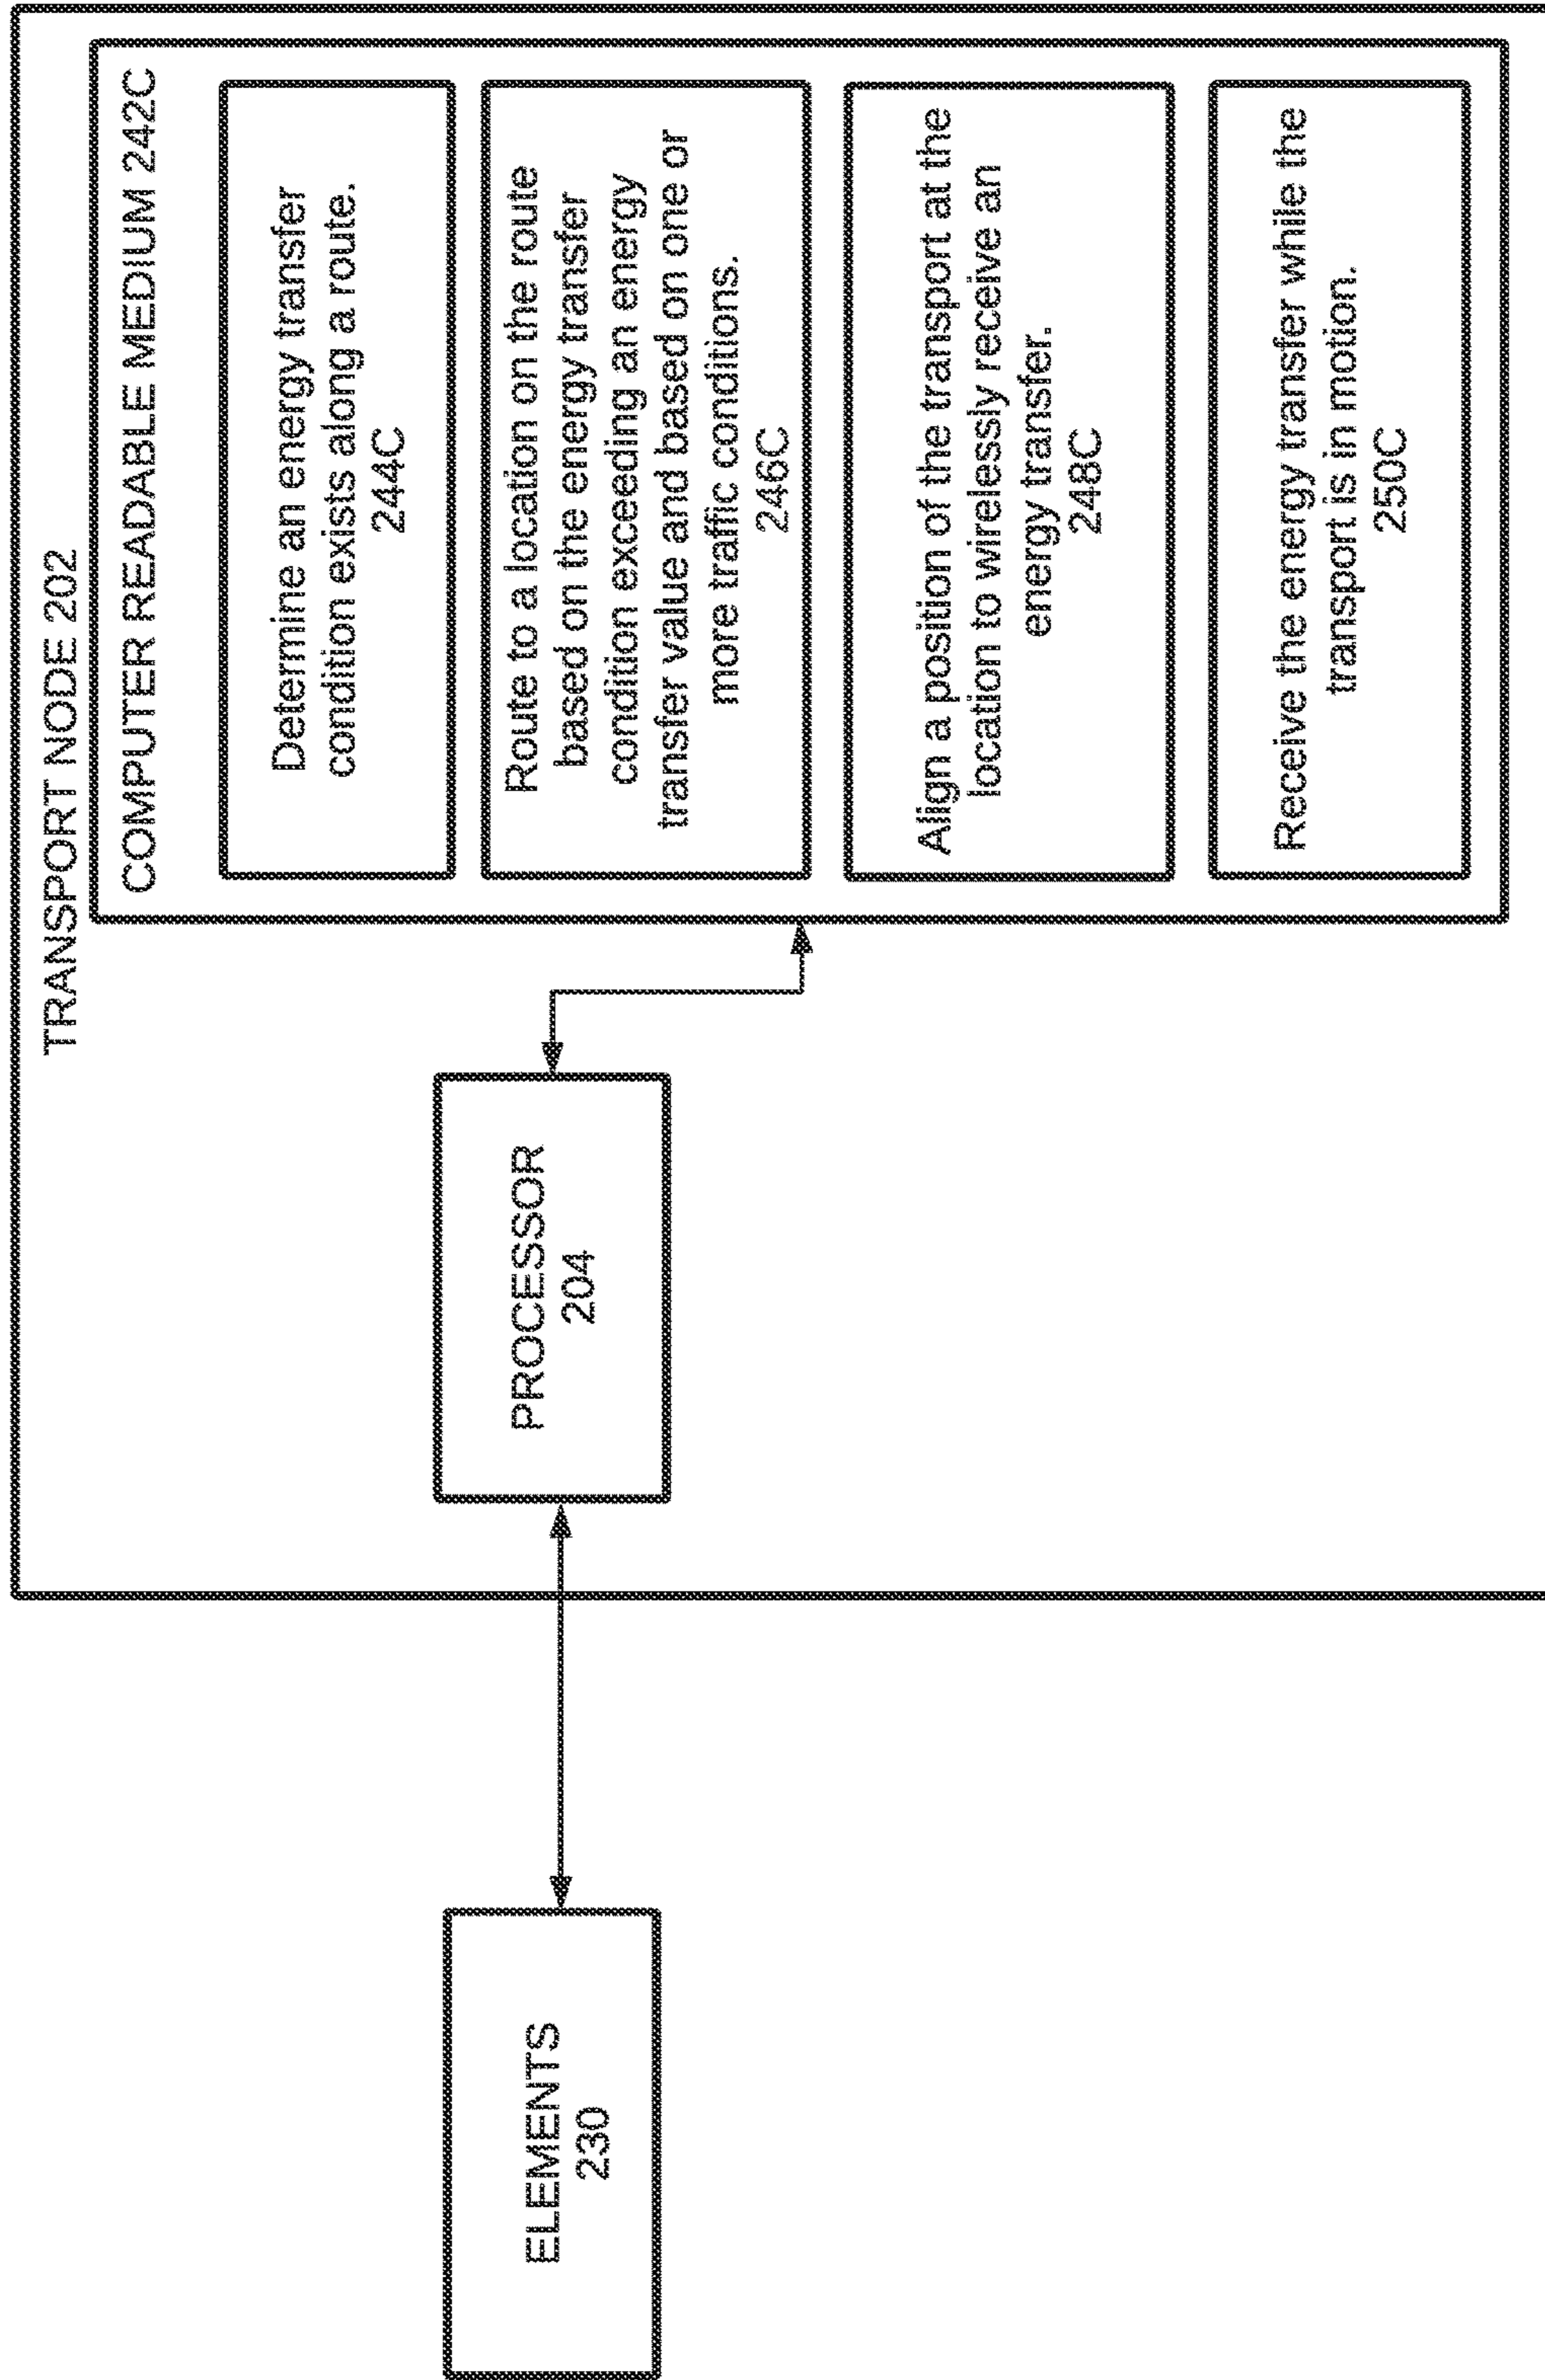 TRANSPORT NODE 202
COMPUTER READABLE MEDIUM 242C
Determine an energy transfer
condition exists along a route.
244C
Route to a location on the route
based on the energy transfer
condition exceeding an energy
transfer value and based on one or
more traffic conditions.
246C
Align a position of the transport at the
location to wirelessly receive an
energy transfer.
248C
Receive the energy transfer while the
transport is in motion.
250C
PROCESSOR
204
ELEMENTS
230